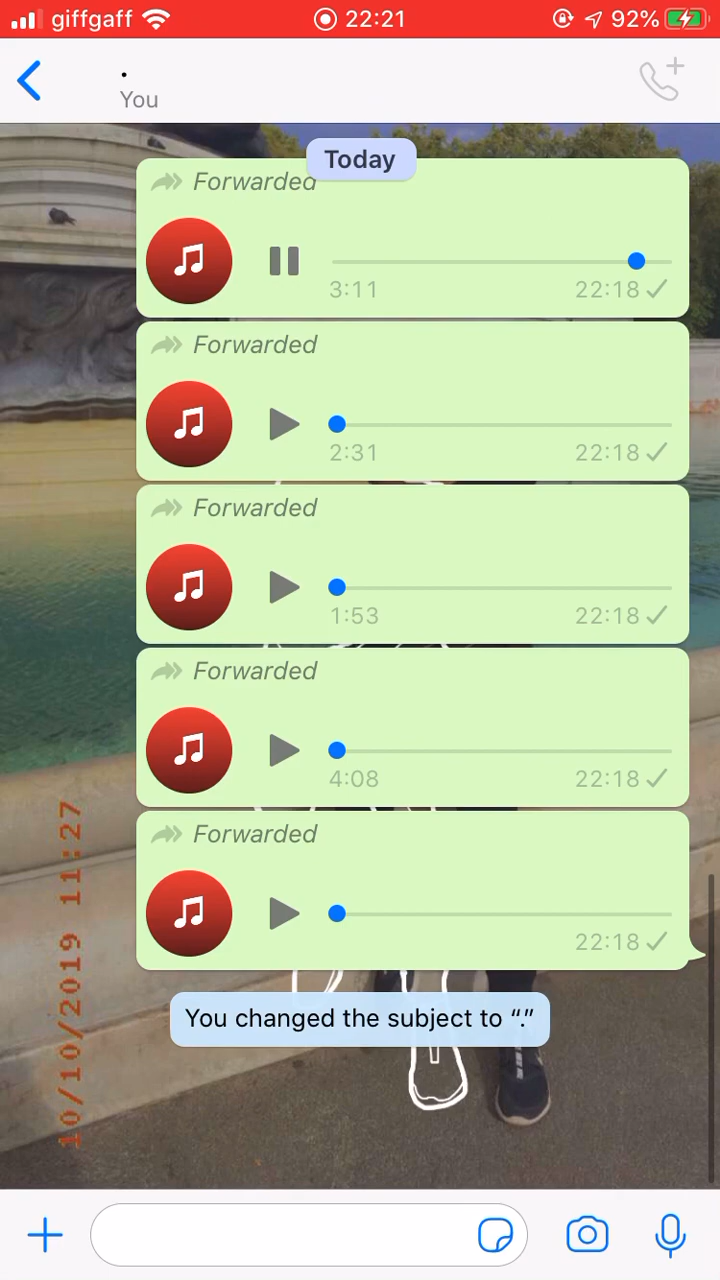 giffgaff 22:21 92%
.
You
Today
Forwarded
3:11 22:18
Forwarded
2:31 22:18
Forwarded
1:53 22:18
Forwarded
4:08 22:18
Forwarded
22:18
You changed the subject to “.”
10/10/2019 11:27